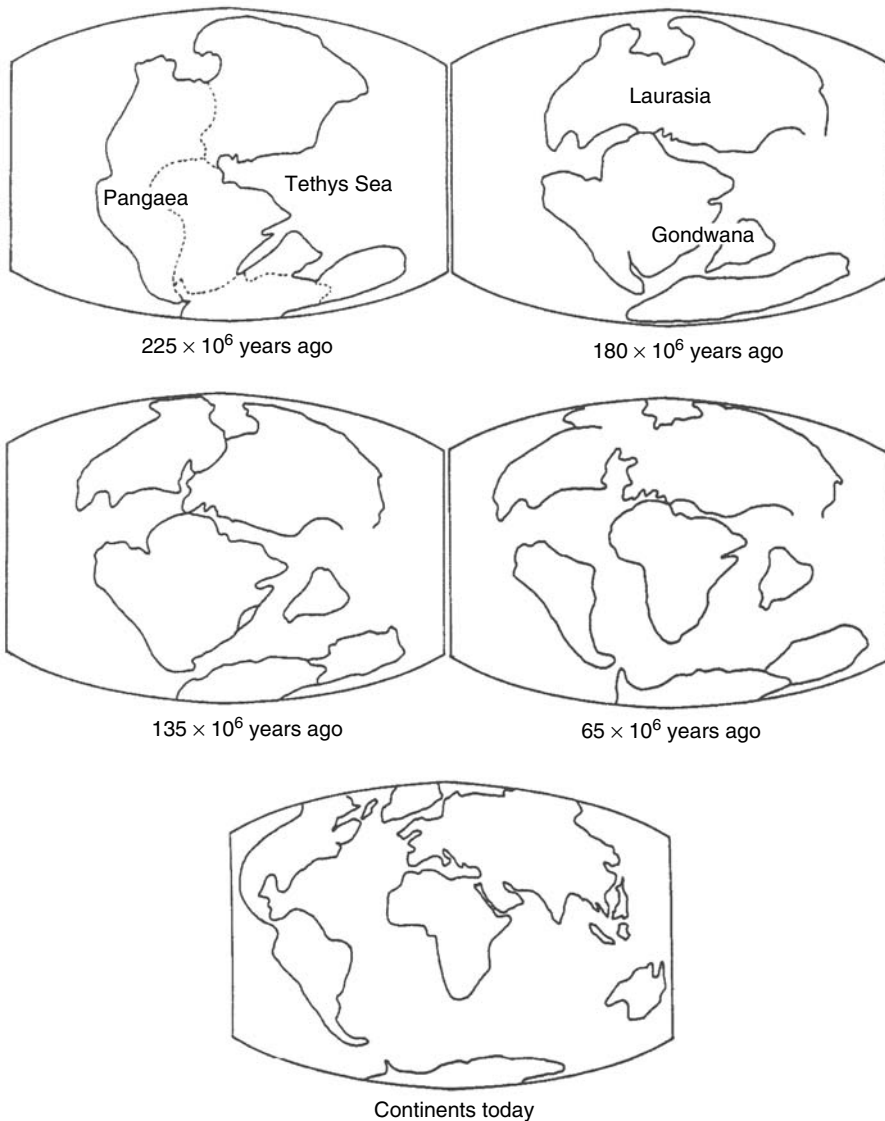 Laurasia
Pangaea
Tethys Sea
Gondwana
225 × 10⁶ years ago
180 × 10⁶ years ago
135 × 10⁶ years ago
65 × 10⁶ years ago
Continents today